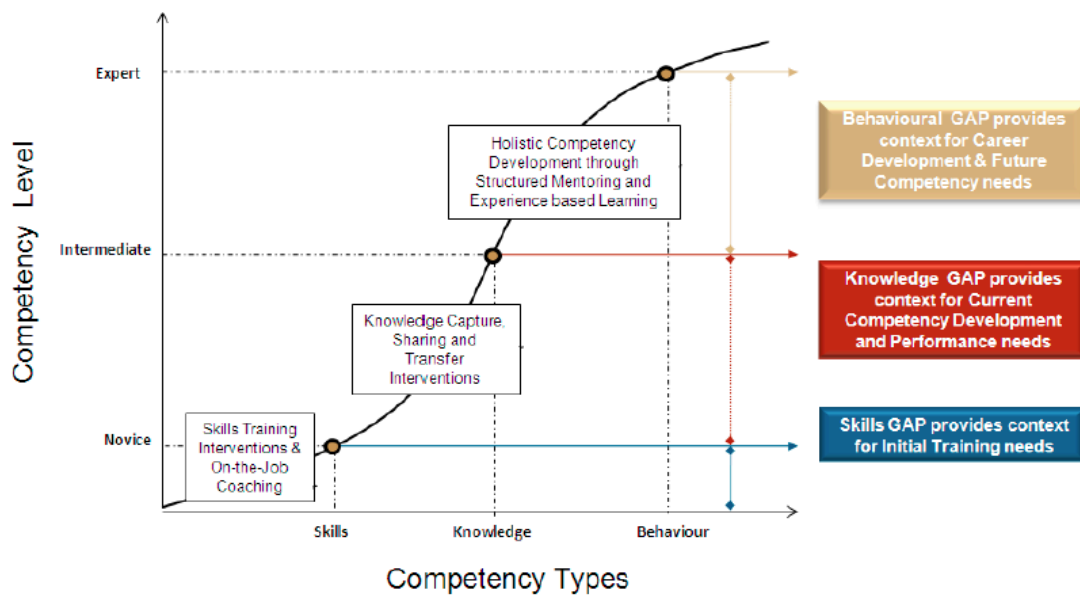 Competency Level
Expert
Intermediate
Novice
Holistic Competency
Development through
Structured Mentoring and
Experience based Learning
Knowledge Capture,
Sharing and
Transfer
Interventions
Skills Training
Interventions &
On-the-Job
Coaching
Skills
Knowledge
Behaviour
Competency Types
Behavioural GAP provides
context for Career
Development & Future
Competency needs
Knowledge GAP provides
context for Current
Competency Development
and Performance needs
Skills GAP provides context
for Initial Training needs